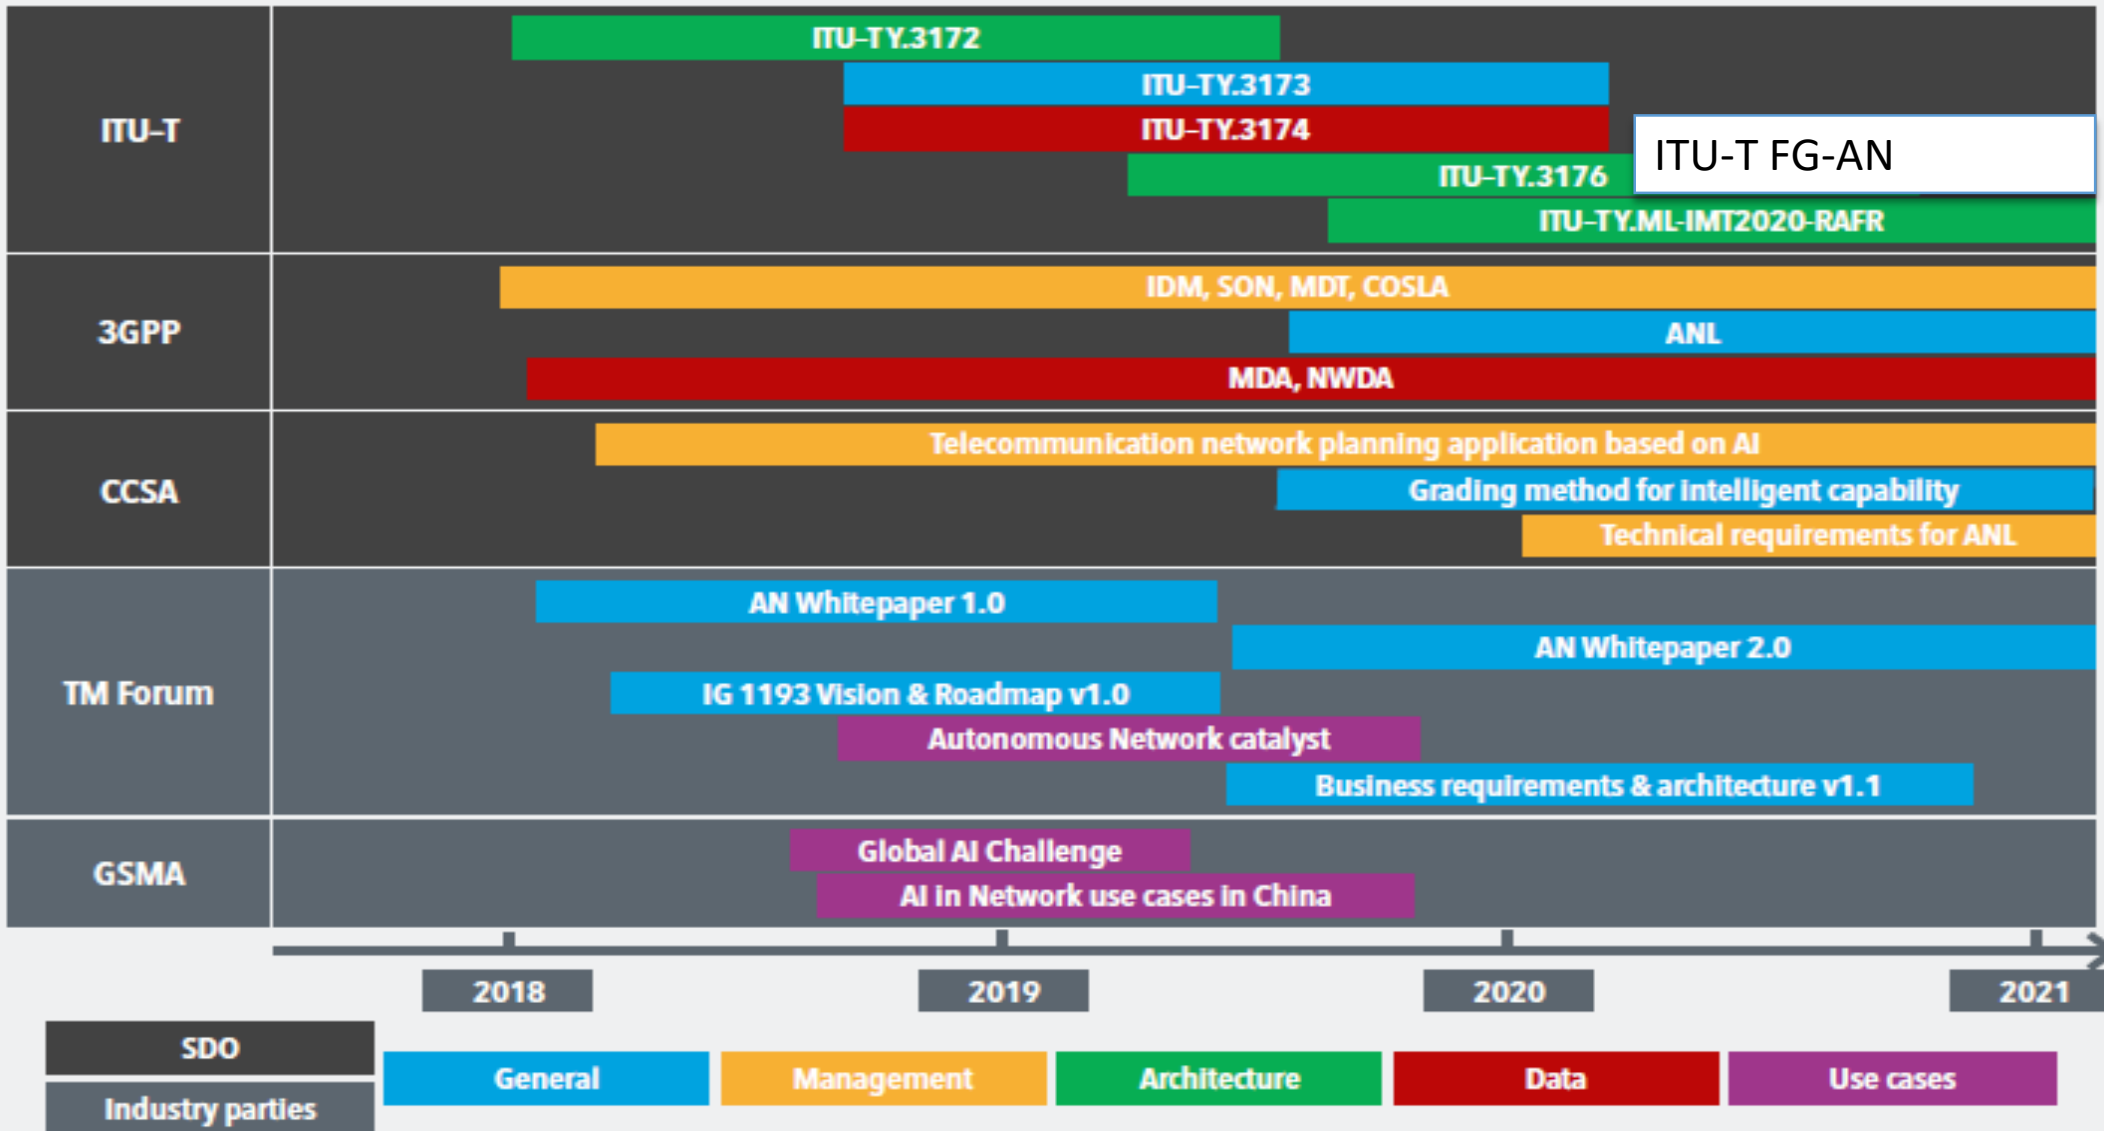 ITU-T
ITU-TY.3172
ITU-TY.3173
ITU-TY.3174
ITU-TY.3176
ITU-T FG-AN
ITU-TY.ML-IMT2020-RAFR
3GPP
IDM, SON, MDT, COSLA
ANL
MDA, NWDA
CCSA
Telecommunication network planning application based on AI
Grading method for intelligent capability
Technical requirements for ANL
TM Forum
AN Whitepaper 1.0
AN Whitepaper 2.0
IG 1193 Vision & Roadmap v1.0
Autonomous Network catalyst
Business requirements & architecture v1.1
GSMA
Global AI Challenge
AI in Network use cases in China
2018
2019
2020
2021
SDO
Industry parties
General
Management
Architecture
Data
Use cases